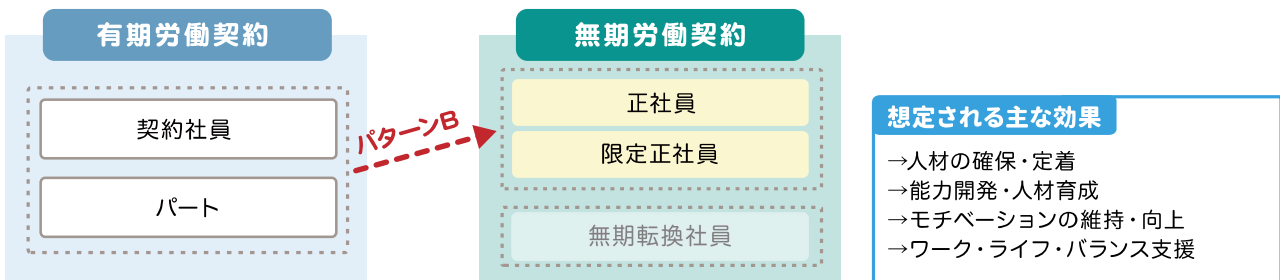 有期労働契約
契約社員
パート
パターンB
無期労働契約
正社員
限定正社員
無期転換社員
想定される主な効果
→人材の確保・定着
→能力開発・人材育成
→モチベーションの維持・向上
→ワーク・ライフ・バランス支援